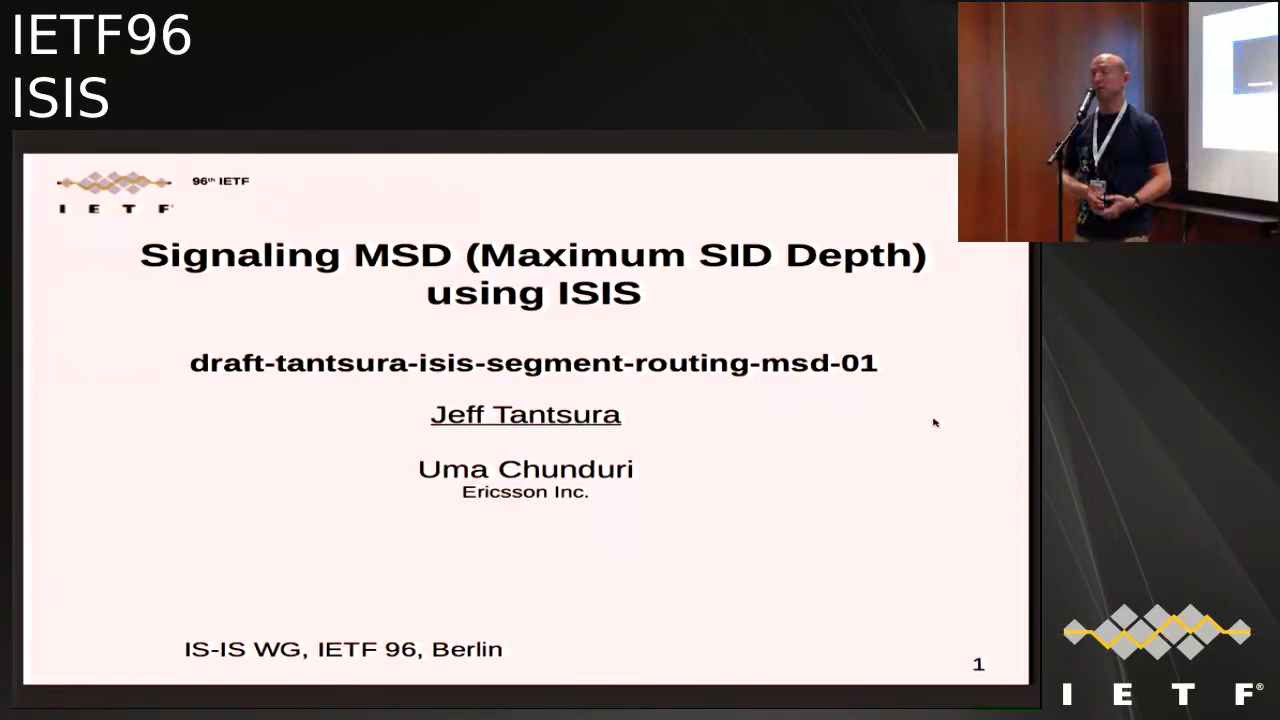 IETF96
ISIS
96th IETF
I E T F
Signaling MSD (Maximum SID Depth)
using ISIS
draft-tantsura-isis-segment-routing-msd-01
Jeff Tantsura
Uma Chunduri
Ericsson Inc.
IS-IS WG, IETF 96, Berlin
1
I E T F®